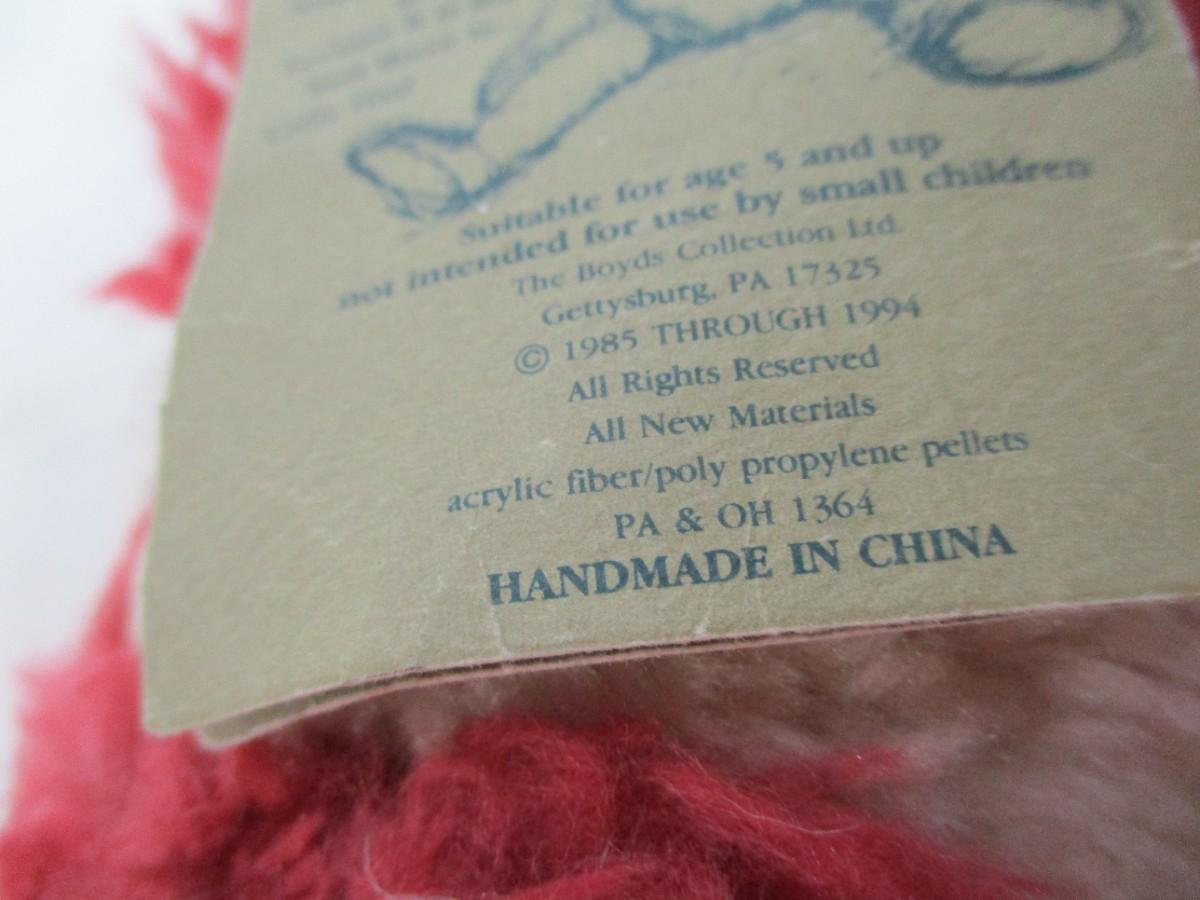 Suitable for age 5 and up
not intended for use by small children
The Boyds Collection Ltd.
Gettysburg, PA 17325
© 1985 THROUGH 1994
All Rights Reserved
All New Materials
acrylic fiber/poly propylene pellets
PA & OH 1364
HANDMADE IN CHINA